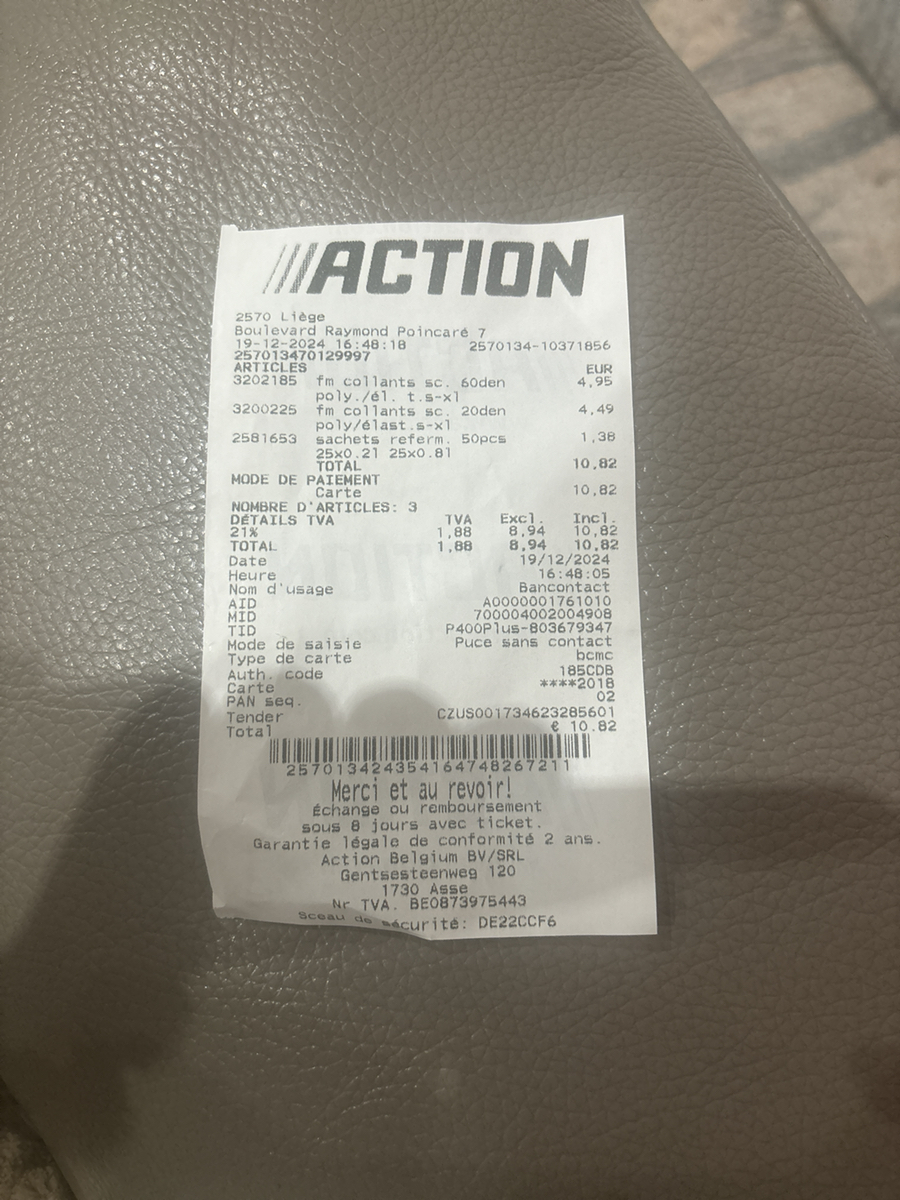 ///ACTION
2570 Liège
Boulevard Raymond Poincaré 7
19-12-2024 16:48:18 2570134-10371856
257013470129997
ARTICLES EUR
3202185 fm collants sc. 60den 4,95
poly./él. t.s-xl
3200225 fm collants sc. 20den 4,49
poly/élast.s-xl
2581653 sachets referm. 50pcs 1,38
25x0.21 25x0.81
TOTAL 10,82
MODE DE PAIEMENT
Carte 10,82
NOMBRE D'ARTICLES: 3
DÉTAILS TVA TVA Excl. Incl.
21% 1,88 8,94 10,82
TOTAL 1,88 8,94 10,82
Date 19/12/2024
Heure 16:48:05
Nom d'usage Bancontact
AID A0000001761010
MID 700004002004908
TID P400Plus-803679347
Mode de saisie Puce sans contact
Type de carte bcmc
Auth. code 185CDB
Carte ****2018
PAN seq. 02
Tender CZUS001734623285601
Total € 10.82
257013424354164748267211
Merci et au revoir!
Échange ou remboursement
sous 8 jours avec ticket.
Garantie légale de conformité 2 ans.
Action Belgium BV/SRL
Gentsesteenweg 120
1730 Asse
Nr TVA. BE0873975443
Sceau de sécurité: DE22CCF6